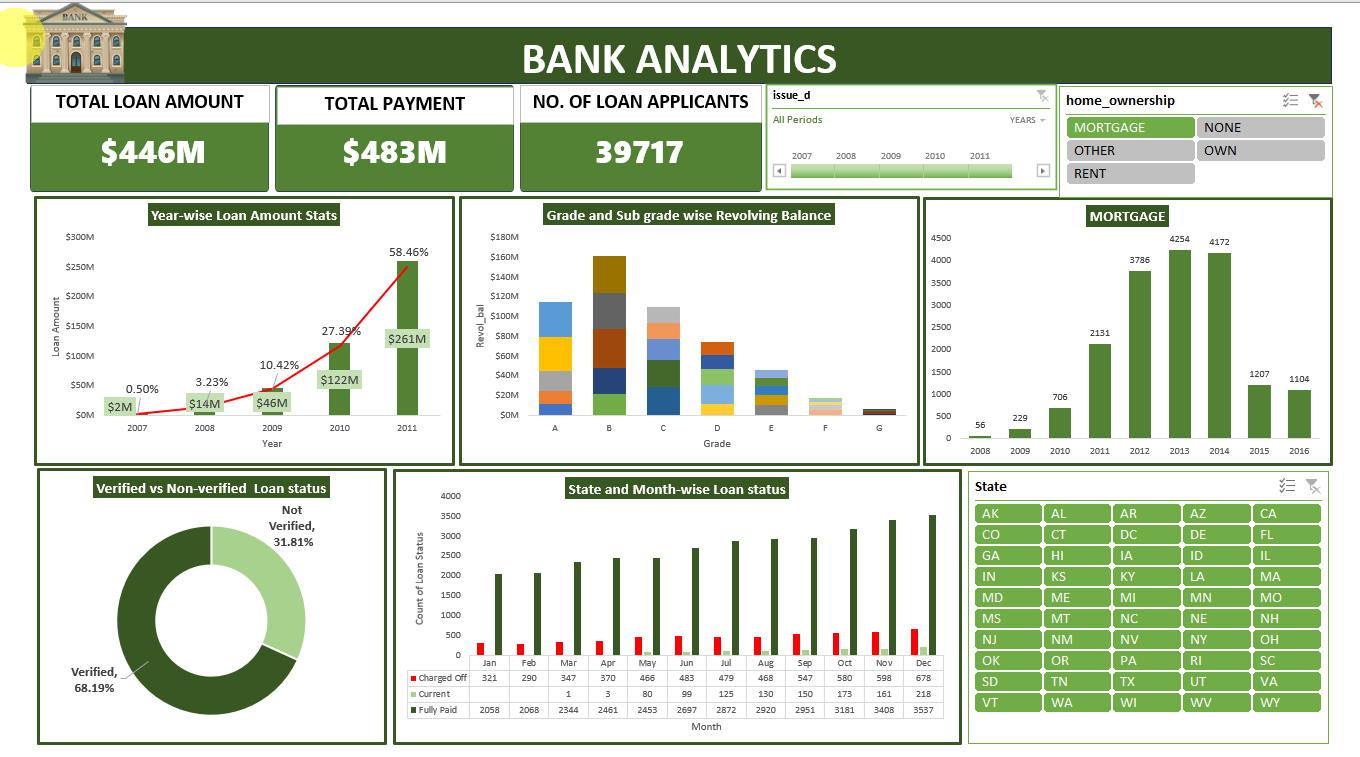 BANK
BANK ANALYTICS
TOTAL LOAN AMOUNT
$446M
TOTAL PAYMENT
$483M
NO. OF LOAN APPLICANTS
39717
issue_d
All Periods YEARS
2007 2008 2009 2010 2011
home_ownership
MORTGAGE NONE
OTHER OWN
RENT
Year-wise Loan Amount Stats
$300M
$250M
$200M
$150M
$100M
$50M
$0M
Loan Amount
0.50% 3.23% 10.42% 27.39% 58.46%
$2M $14M $46M $122M $261M
2007 2008 2009 2010 2011
Year
Grade and Sub grade wise Revolving Balance
$180M
$160M
$140M
$120M
$100M
$80M
$60M
$40M
$20M
$0M
Revol_bal
A B C D E F G
Grade
MORTGAGE
4500
4000
3500
3000
2500
2000
1500
1000
500
0
56 229 706 2131 3786 4254 4172 1207 1104
2008 2009 2010 2011 2012 2013 2014 2015 2016
Verified vs Non-verified Loan status
Not
Verified,
31.81%
Verified,
68.19%
State and Month-wise Loan status
4000
3500
3000
2500
2000
1500
1000
500
0
Count of Loan Status
Jan Feb Mar Apr May Jun Jul Aug Sep Oct Nov Dec
Charged Off 321 290 347 370 466 483 479 468 547 580 598 678
Current 1 3 80 99 125 130 150 173 161 218
Fully Paid 2058 2068 2344 2461 2453 2697 2872 2920 2951 3181 3408 3537
Month
State
AK AL AR AZ CA
CO CT DC DE FL
GA HI IA ID IL
IN KS KY LA MA
MD ME MI MN MO
MS MT NC NE NH
NJ NM NV NY OH
OK OR PA RI SC
SD TN TX UT VA
VT WA WI WV WY